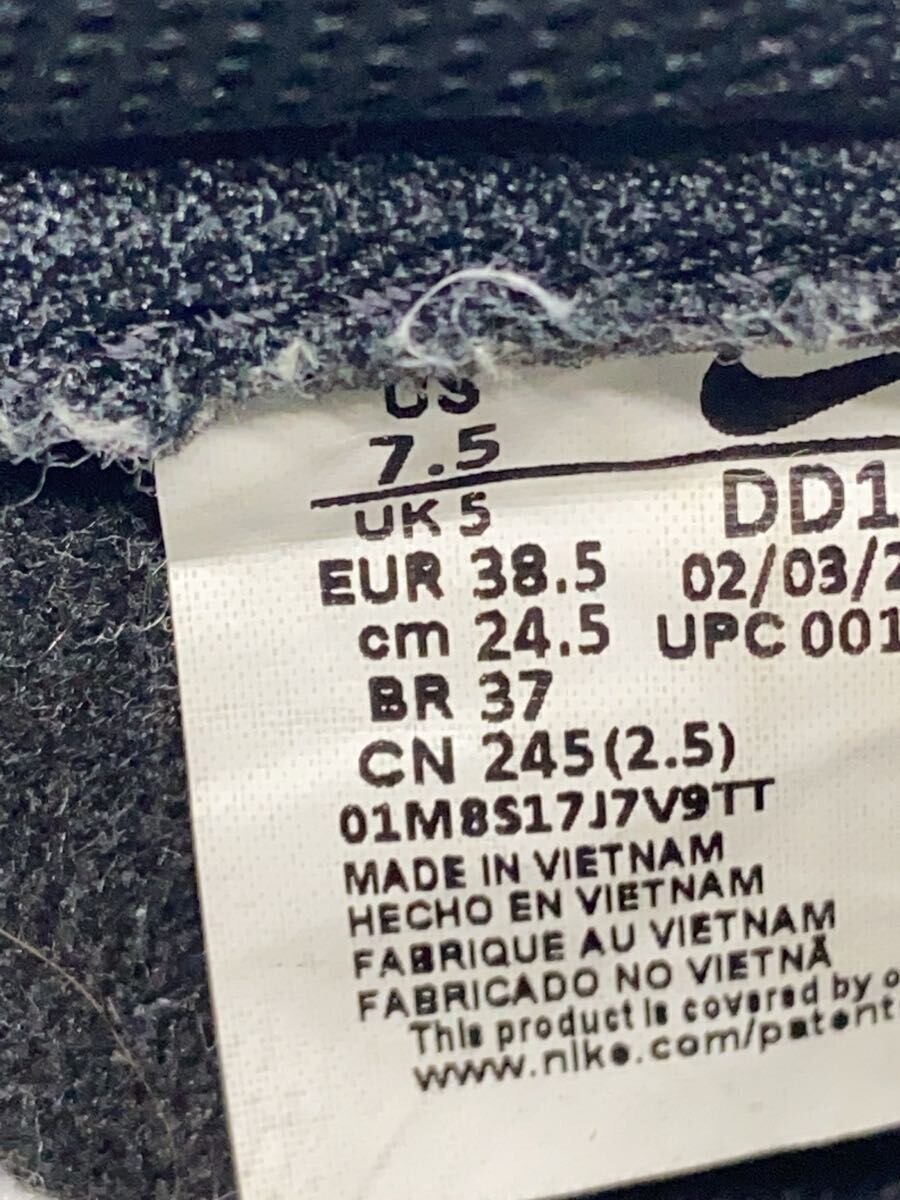 US
7.5
UK 5
EUR 38.5
cm 24.5
BR 37
CN 245(2.5)
DD1
02/03/2
UPC 001
01M8S17J7V9TT
MADE IN VIETNAM
HECHO EN VIETNAM
FABRIQUE AU VIETNAM
FABRICADO NO VIETNÃ
This product is covered by o
www.nike.com/patent